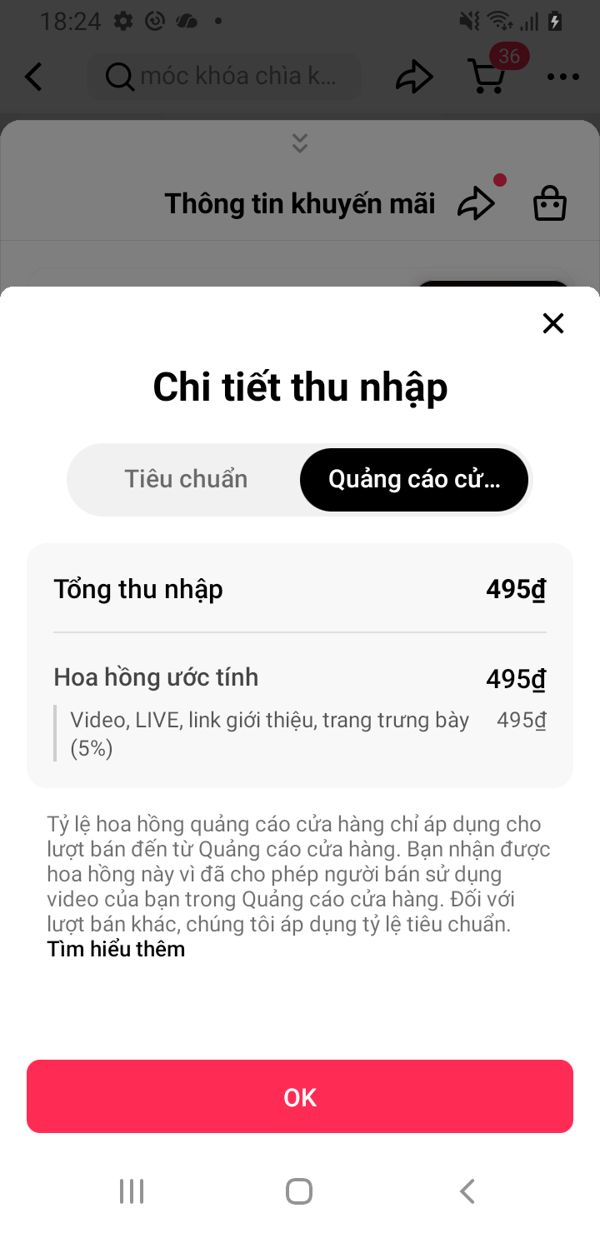 18:24
36
móc khóa chìa k...
Thông tin khuyến mãi
Chi tiết thu nhập
Tiêu chuẩn
Quảng cáo cử...
Tổng thu nhập
495₫
Hoa hồng ước tính
495₫
Video, LIVE, link giới thiệu, trang trưng bày
495₫
(5%)
Tỷ lệ hoa hồng quảng cáo cửa hàng chỉ áp dụng cho
lượt bán đến từ Quảng cáo cửa hàng. Bạn nhận được
hoa hồng này vì đã cho phép người bán sử dụng
video của bạn trong Quảng cáo cửa hàng. Đối với
lượt bán khác, chúng tôi áp dụng tỷ lệ tiêu chuẩn.
Tìm hiểu thêm
OK